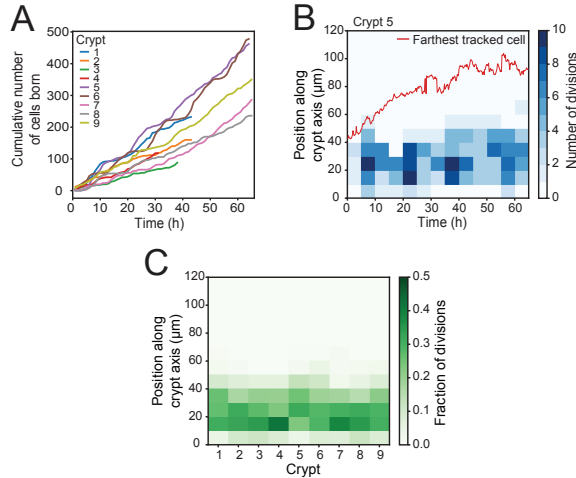 A
Cumulative number
of cells born
500
400
300
200
100
0
Crypt
1
2
3
4
5
6
7
8
9
0 20 40 60
Time (h)
B
Crypt 5
Farthest tracked cell
Position along
crypt axis (μm)
120
100
80
60
40
20
0
0 10 20 30 40 50 60
Time (h)
10
8
6
4
2
0
Number of divisions
C
Position along
crypt axis (μm)
120
100
80
60
40
20
0
1 2 3 4 5 6 7 8 9
Crypt
0.5
0.4
0.3
0.2
0.1
0.0
Fraction of divisions